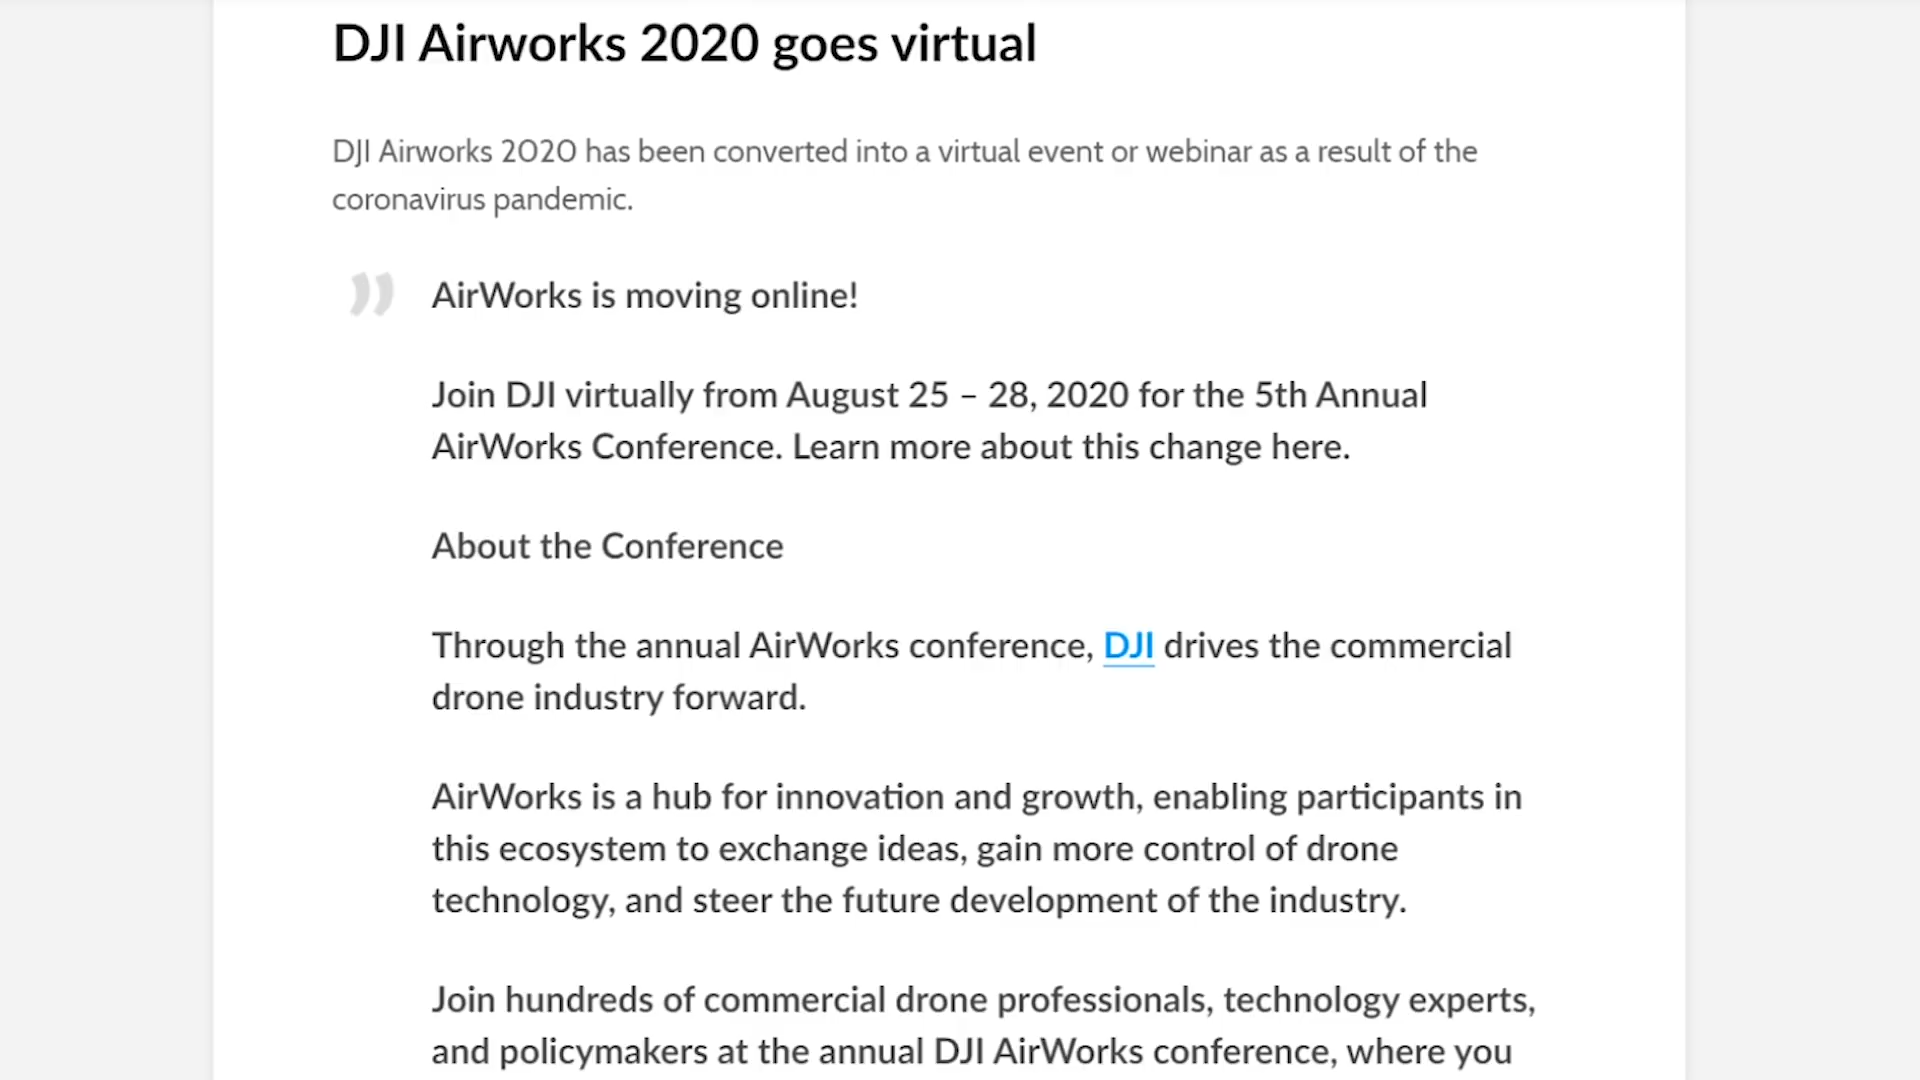 DJI Airworks 2020 goes virtual
DJI Airworks 2020 has been converted into a virtual event or webinar as a result of the
coronavirus pandemic.
” AirWorks is moving online!
Join DJI virtually from August 25 – 28, 2020 for the 5th Annual
AirWorks Conference. Learn more about this change here.
About the Conference
Through the annual AirWorks conference, DJI drives the commercial
drone industry forward.
AirWorks is a hub for innovation and growth, enabling participants in
this ecosystem to exchange ideas, gain more control of drone
technology, and steer the future development of the industry.
Join hundreds of commercial drone professionals, technology experts,
and policymakers at the annual DJI AirWorks conference, where you